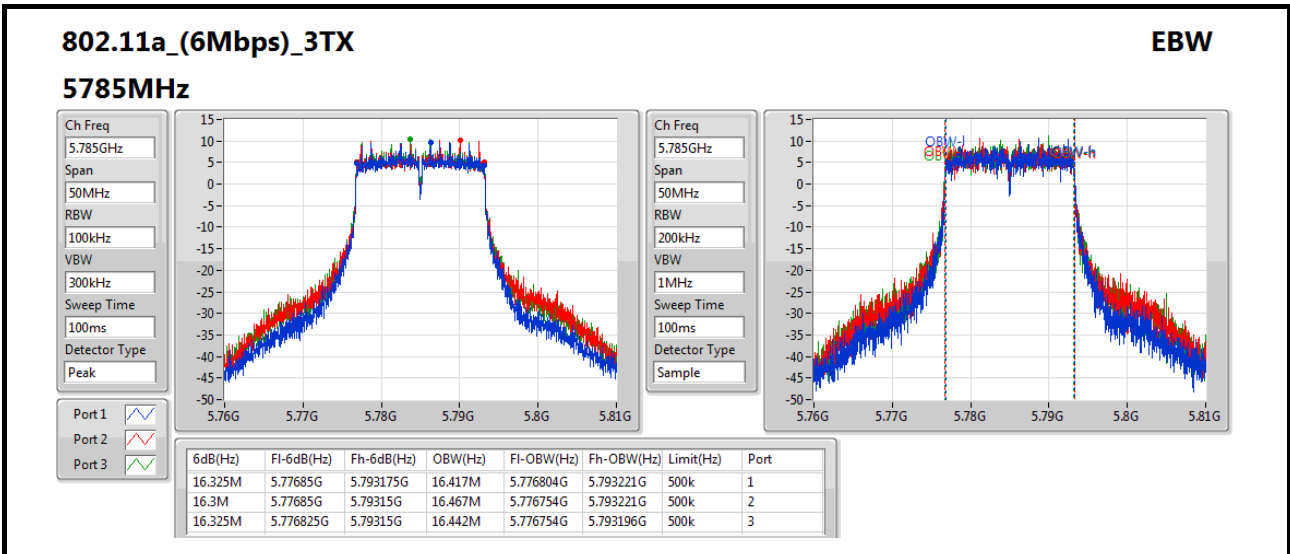 802.11a_(6Mbps)_3TX EBW
5785MHz
Ch Freq
5.785GHz
Span
50MHz
RBW
100kHz
VBW
300kHz
Sweep Time
100ms
Detector Type
Peak
15
10
5
0
-5
-10
-15
-20
-25
-30
-35
-40
-45
-50
5.76G 5.77G 5.78G 5.79G 5.8G 5.81G
Ch Freq
5.785GHz
Span
50MHz
RBW
200kHz
VBW
1MHz
Sweep Time
100ms
Detector Type
Sample
15
10
5
0
-5
-10
-15
-20
-25
-30
-35
-40
-45
-50
OBW-l
5.76G 5.77G 5.78G 5.79G 5.8G 5.81G
Port 1
Port 2
Port 3
6dB(Hz) Fl-6dB(Hz) Fh-6dB(Hz) OBW(Hz) Fl-OBW(Hz) Fh-OBW(Hz) Limit(Hz) Port
16.325M 5.77685G 5.793175G 16.417M 5.776804G 5.793221G 500k 1
16.3M 5.77685G 5.79315G 16.467M 5.776754G 5.793221G 500k 2
16.325M 5.776825G 5.79315G 16.442M 5.776754G 5.793196G 500k 3